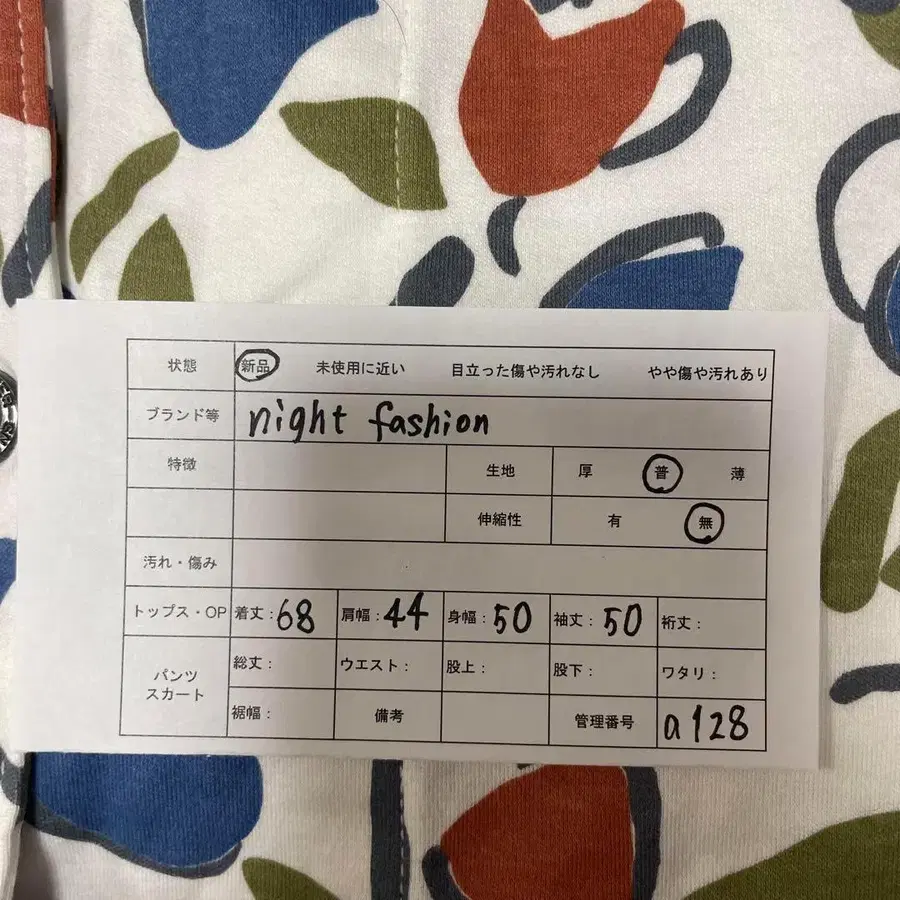 状態 新品 未使用に近い 目立った傷や汚れなし やや傷や汚れあり
ブランド等 night fashion
特徴 生地 厚 普 薄
伸縮性 有 無
汚れ・傷み
トップス・OP 着丈:68 肩幅:44 身幅:50 袖丈:50 裄丈:
パンツ スカート 総丈: ウエスト: 股上: 股下: ワタリ:
裾幅: 備考 管理番号 a128